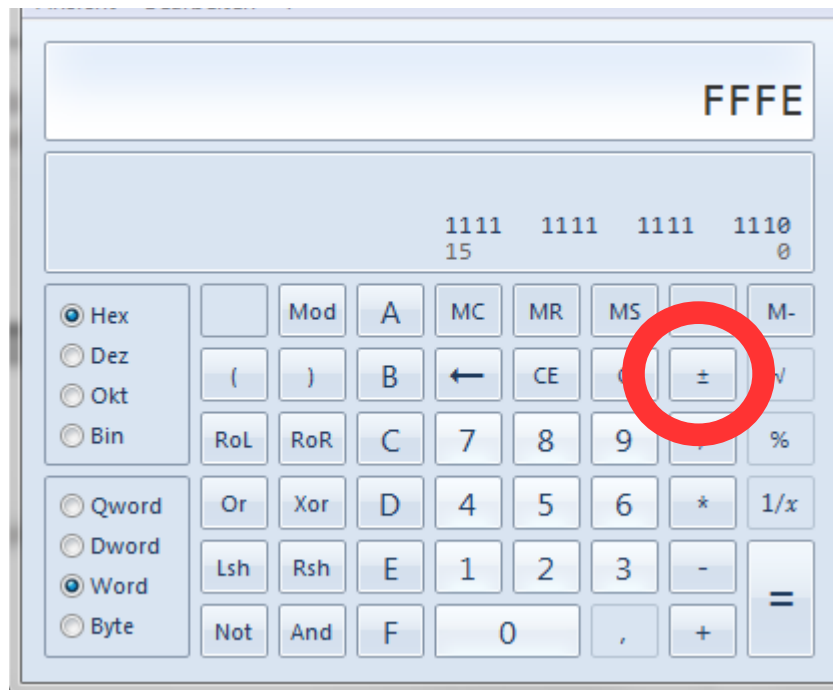 FFFE
1111 1111 1111 1110
15 0
Hex Mod A MC MR MS M-
Dez
( ) B ← CE ± √
Okt
Bin RoL RoR C 7 8 9 %
Qword Or Xor D 4 5 6 * 1/x
Dword
Lsh Rsh E 1 2 3 - =
Word
Byte Not And F 0 , +